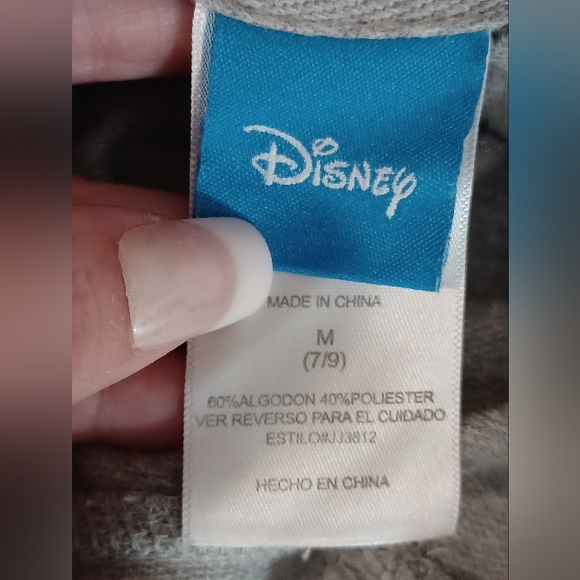 Disney
MADE IN CHINA
M
(7/9)
60%ALGODON 40%POLIESTER
VER REVERSO PARA EL CUIDADO
ESTILO#JJ3812
HECHO EN CHINA